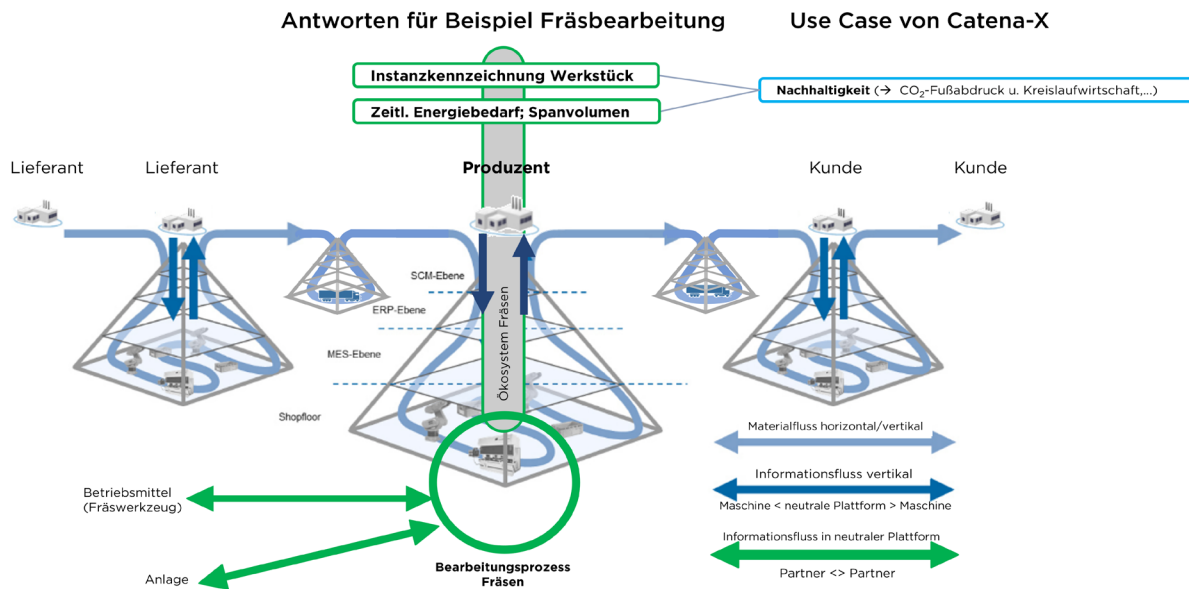 Antworten für Beispiel Fräsbearbeitung
Use Case von Catena-X
Instanzkennzeichnung Werkstück
Zeitl. Energiebedarf; Spanvolumen
Nachhaltigkeit (→ CO₂-Fußabdruck u. Kreislaufwirtschaft,...)
Lieferant
Lieferant
Produzent
Kunde
Kunde
SCM-Ebene
ERP-Ebene
MES-Ebene
Shopfloor
Ökosystem Fräsen
Materialfluss horizontal/vertikal
Informationsfluss vertikal
Maschine < neutrale Plattform > Maschine
Informationsfluss in neutraler Plattform
Partner <> Partner
Betriebsmittel
(Fräswerkzeug)
Anlage
Bearbeitungsprozess
Fräsen